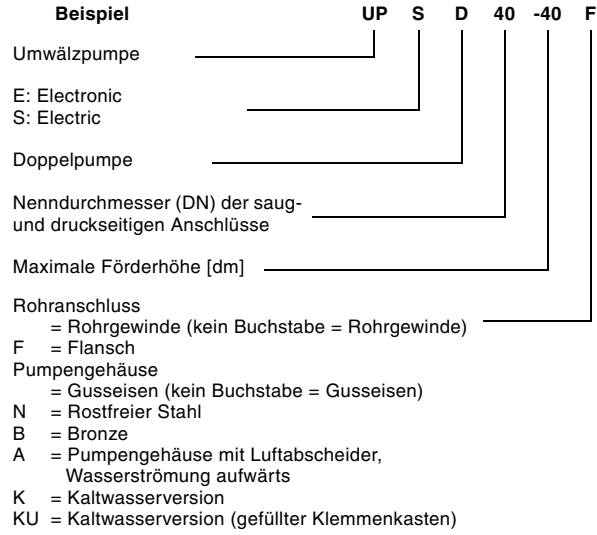 Beispiel UP S D 40 -40 F
Umwälzpumpe
E: Electronic
S: Electric
Doppelpumpe
Nenndurchmesser (DN) der saug-
und druckseitigen Anschlüsse
Maximale Förderhöhe [dm]
Rohranschluss
= Rohrgewinde (kein Buchstabe = Rohrgewinde)
F = Flansch
Pumpengehäuse
= Gusseisen (kein Buchstabe = Gusseisen)
N = Rostfreier Stahl
B = Bronze
A = Pumpengehäuse mit Luftabscheider,
Wasserströmung aufwärts
K = Kaltwasserversion
KU = Kaltwasserversion (gefüllter Klemmenkasten)